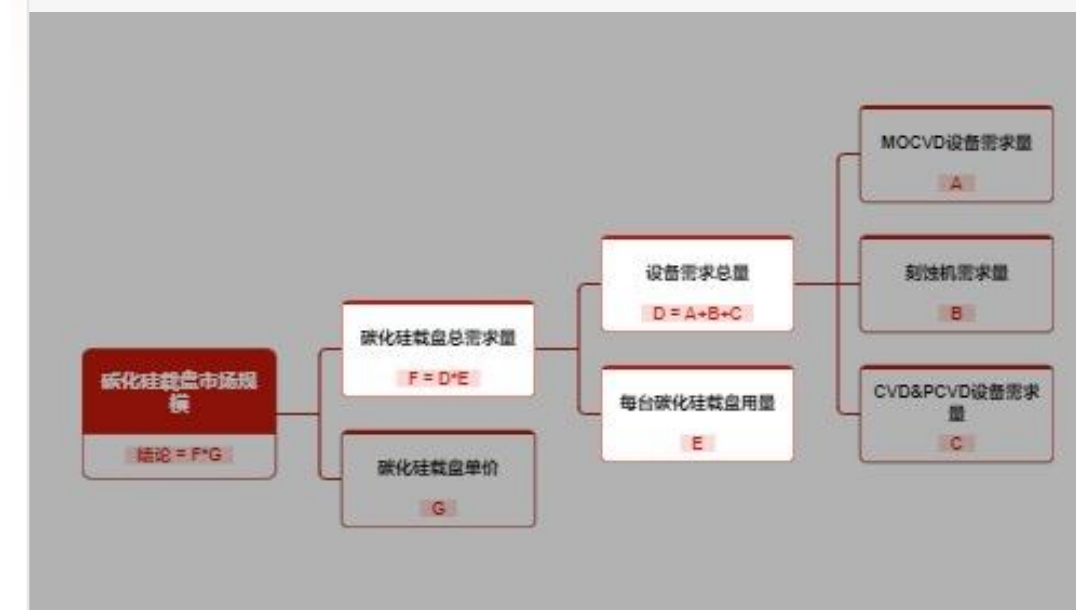 MOCVD设备需求量
A
设备需求总量
D = A+B+C
刻蚀机需求量
B
碳化硅载盘总需求量
F = D*E
碳化硅载盘市场规
模
结论 = F*G
每台碳化硅载盘用量
E
CVD&PCVD设备需求
量
C
碳化硅载盘单价
G